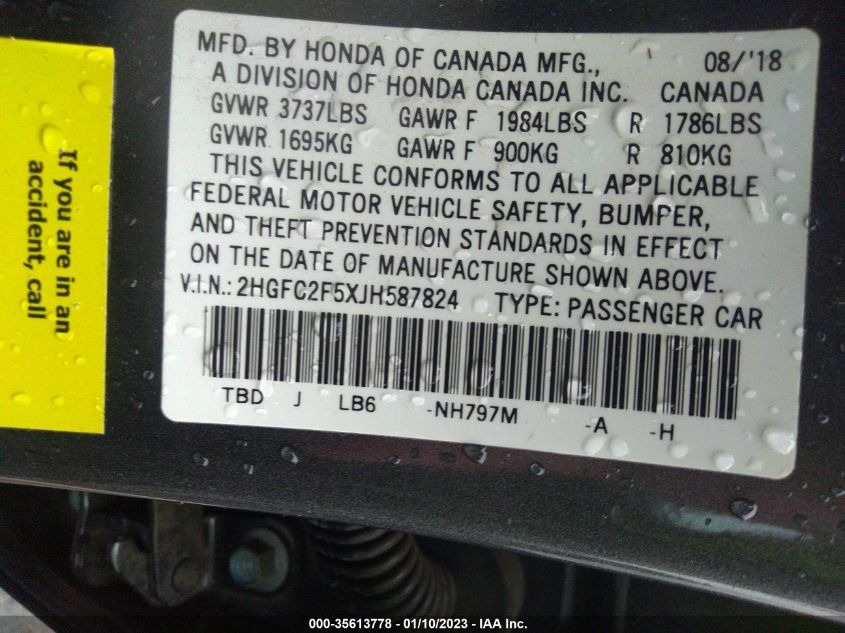 MFD. BY HONDA OF CANADA MFG., 08/'18
A DIVISION OF HONDA CANADA INC. CANADA
GVWR 3737LBS GAWR F 1984LBS R 1786LBS
GVWR 1695KG GAWR F 900KG R 810KG
THIS VEHICLE CONFORMS TO ALL APPLICABLE
FEDERAL MOTOR VEHICLE SAFETY, BUMPER,
AND THEFT PREVENTION STANDARDS IN EFFECT
ON THE DATE OF MANUFACTURE SHOWN ABOVE.
V.I.N.: 2HGFC2F5XJH587824 TYPE: PASSENGER CAR
TBD J LB6 -NH797M -A -H
If you are in an
accident, call
000-35613778 - 01/10/2023 - IAA Inc.